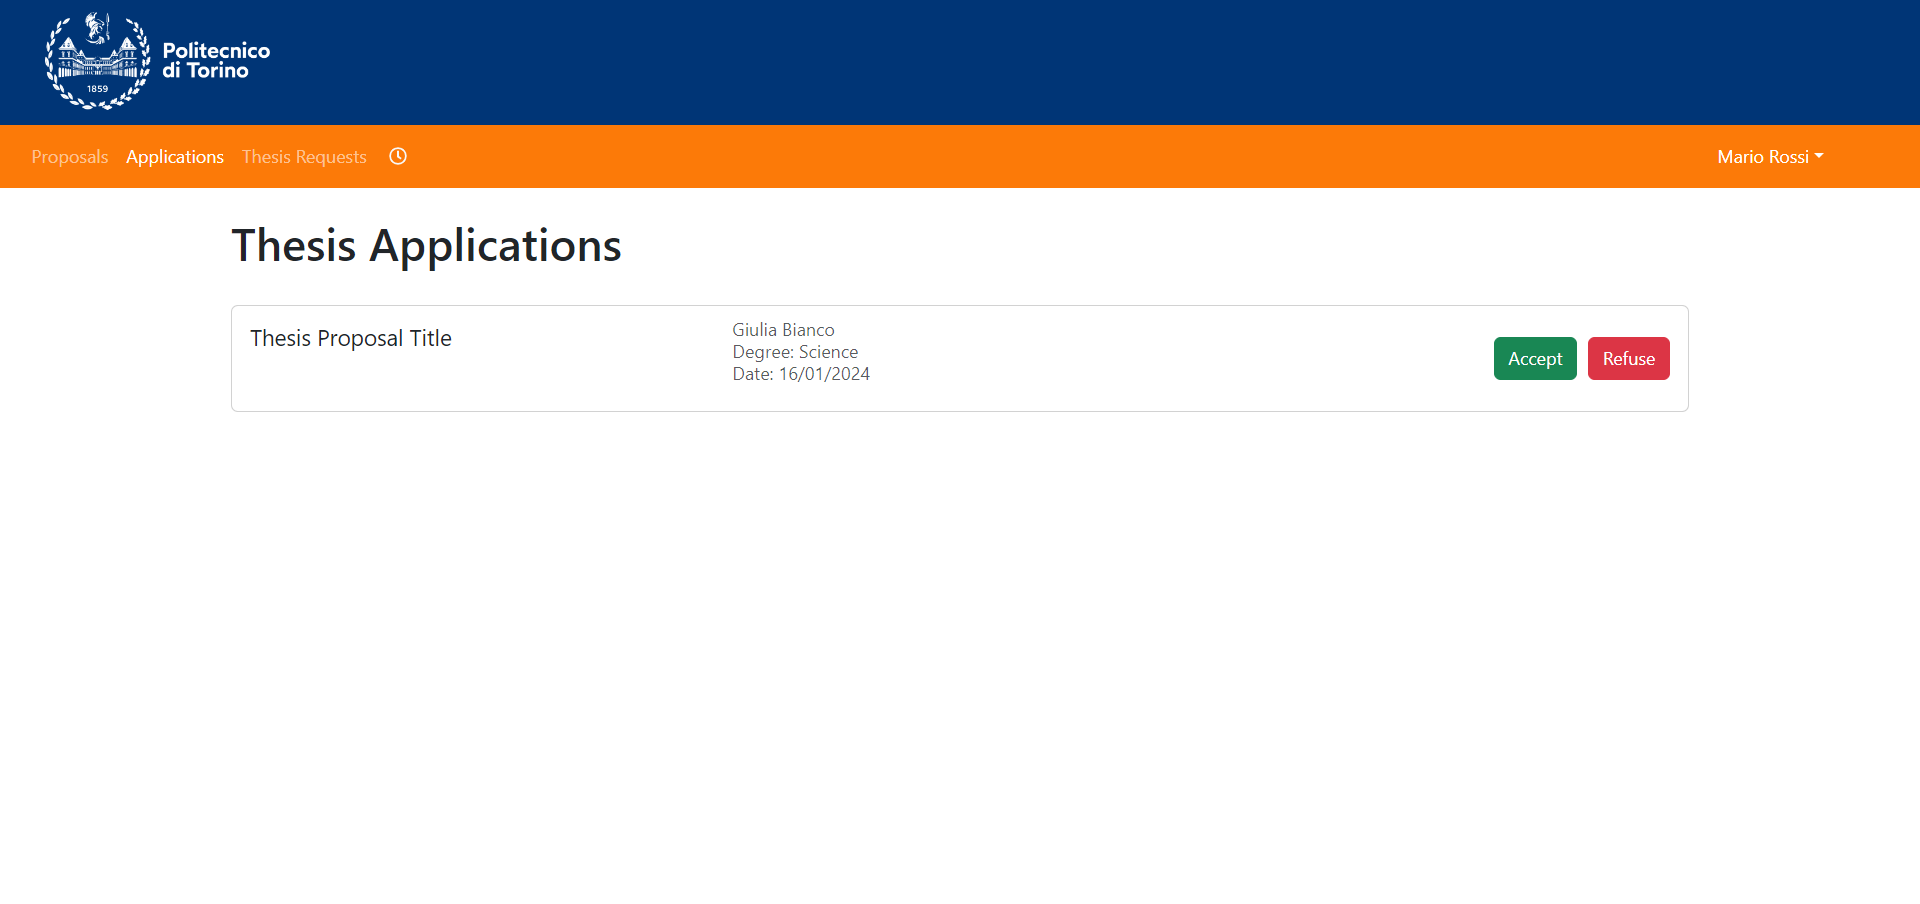 Politecnico
di Torino
1859
Proposals Applications Thesis Requests Mario Rossi
Thesis Applications
Thesis Proposal Title
Giulia Bianco
Degree: Science
Date: 16/01/2024
Accept Refuse